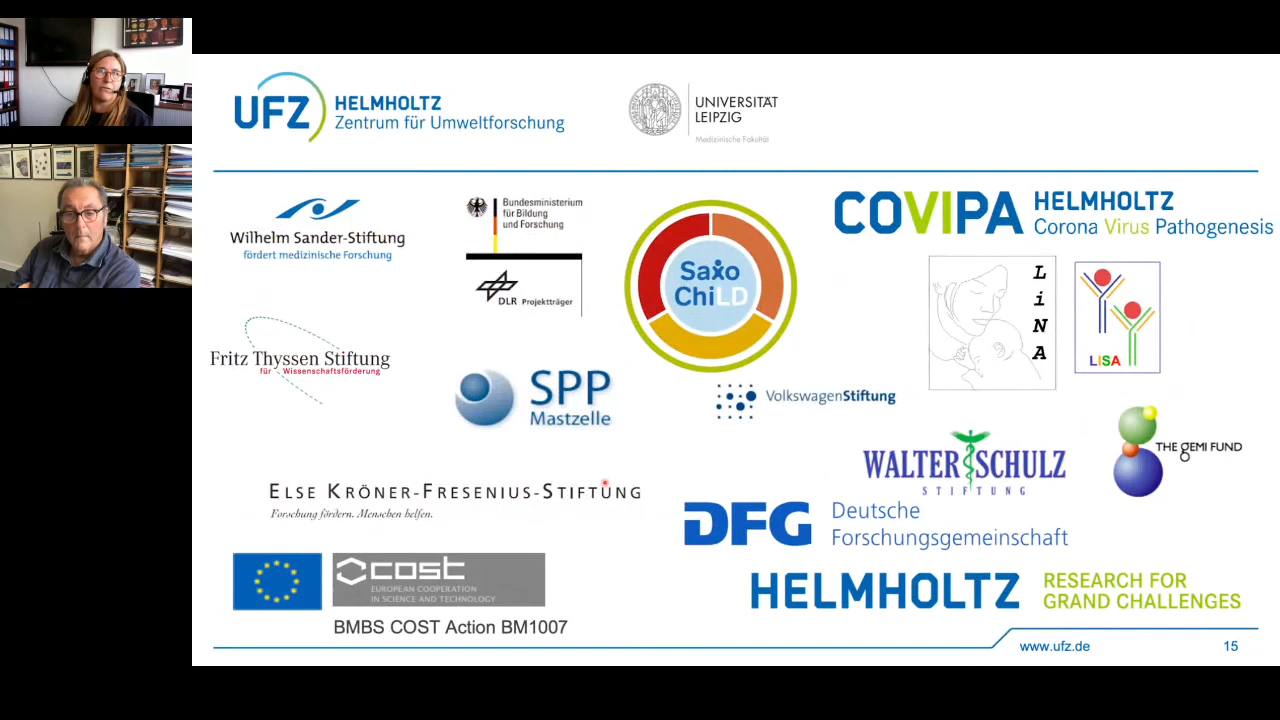 UFZ
HELMHOLTZ
Zentrum für Umweltforschung
UNIVERSITÄT
LEIPZIG
Medizinische Fakultät
Wilhelm Sander-Stiftung
fördert medizinische Forschung
Bundesministerium
für Bildung
und Forschung
DLR Projektträger
Saxo
ChiLD
COVIPA
HELMHOLTZ
Corona Virus Pathogenesis
LiNA
LISA
Fritz Thyssen Stiftung
für Wissenschaftsförderung
SPP
Mastzelle
VolkswagenStiftung
WALTER SCHULZ
STIFTUNG
THE GEMI FUND
ELSE KRÖNER-FRESENIUS-STIFTUNG
Forschung fördern. Menschen helfen.
DFG
Deutsche
Forschungsgemeinschaft
cost
EUROPEAN COOPERATION
IN SCIENCE AND TECHNOLOGY
BMBS COST Action BM1007
HELMHOLTZ
RESEARCH FOR
GRAND CHALLENGES
www.ufz.de
15